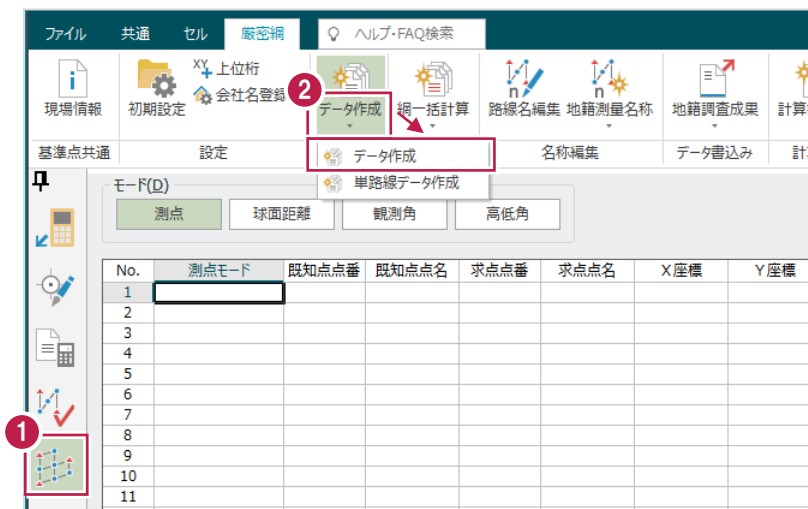 ファイル 共通 セル 厳密網 ヘルプ・FAQ検索
現場情報 初期設定 XY 上位桁
会社名登録
2
データ作成 網一括計算 n 路線名編集 n 地籍測量名称 地籍調査成果
基準点共通 設定 名称編集 データ書込み
データ作成
単路線データ作成
モード(D)
測点 球面距離 観測角 高低角
No. 測点モード 既知点点番 既知点点名 求点点番 求点点名 X座標 Y座標
1
2
3
4
5
6
7
8
9
10
11
1